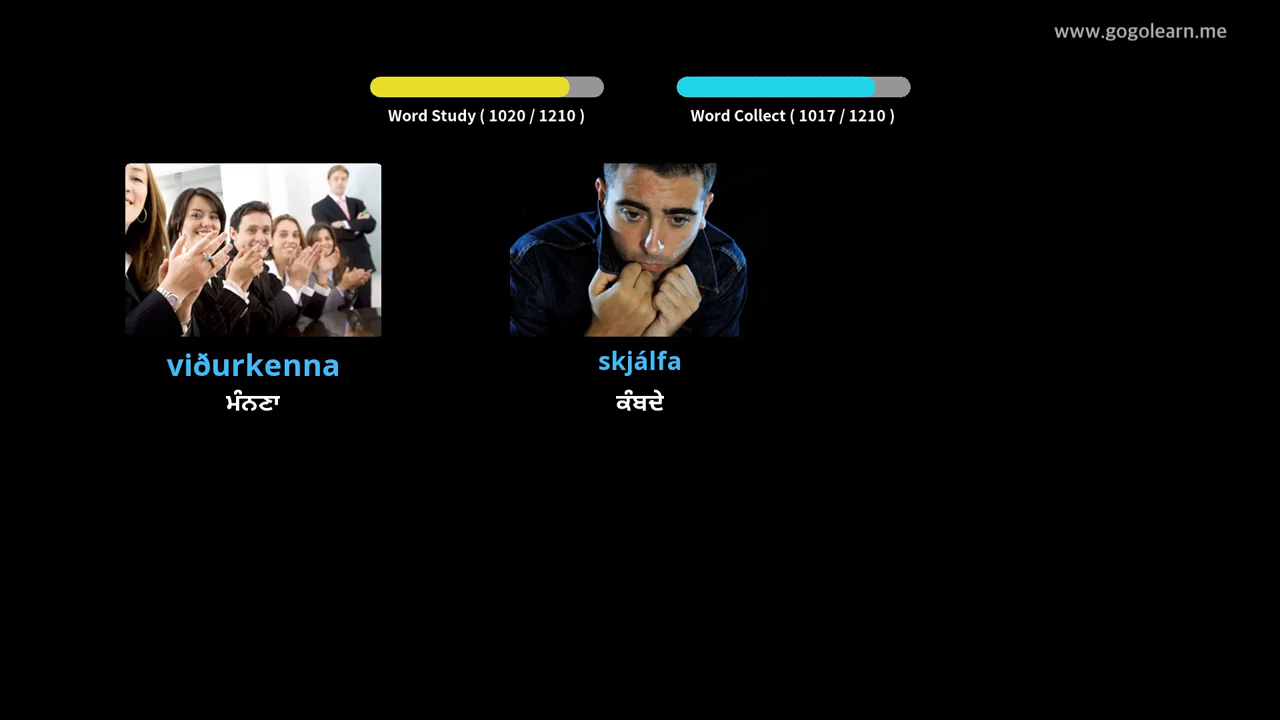 www.gogolearn.me
Word Study ( 1020 / 1210 )
Word Collect ( 1017 / 1210 )
viðurkenna
ਮੰਨਣਾ
skjálfa
ਕੰਬਦੇ